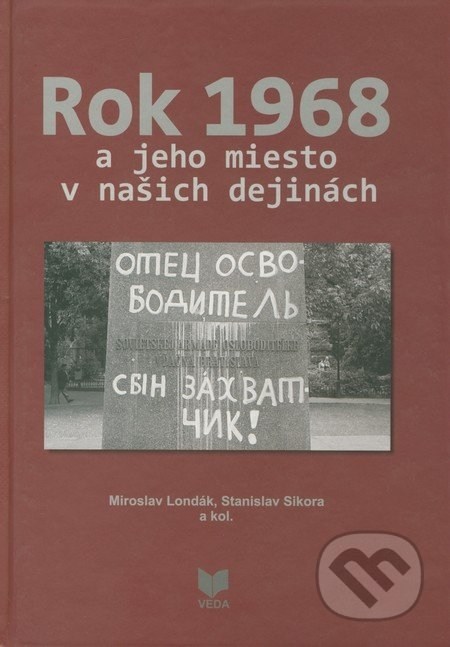 Rok 1968
a jeho miesto
v našich dejinách
ОТЕЦ ОСВО-
БОДИТЕЛЬ
СЫН ЗАХВАТ-
ЧИК!
Miroslav Londák, Stanislav Sikora
a kol.
VEDA